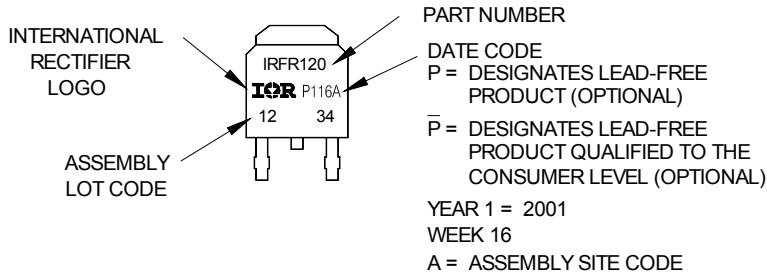 INTERNATIONAL
RECTIFIER
LOGO
ASSEMBLY
LOT CODE
IRFR120
IOR P116A
12 34
PART NUMBER
DATE CODE
P = DESIGNATES LEAD-FREE
PRODUCT (OPTIONAL)
P̅ = DESIGNATES LEAD-FREE
PRODUCT QUALIFIED TO THE
CONSUMER LEVEL (OPTIONAL)
YEAR 1 = 2001
WEEK 16
A = ASSEMBLY SITE CODE